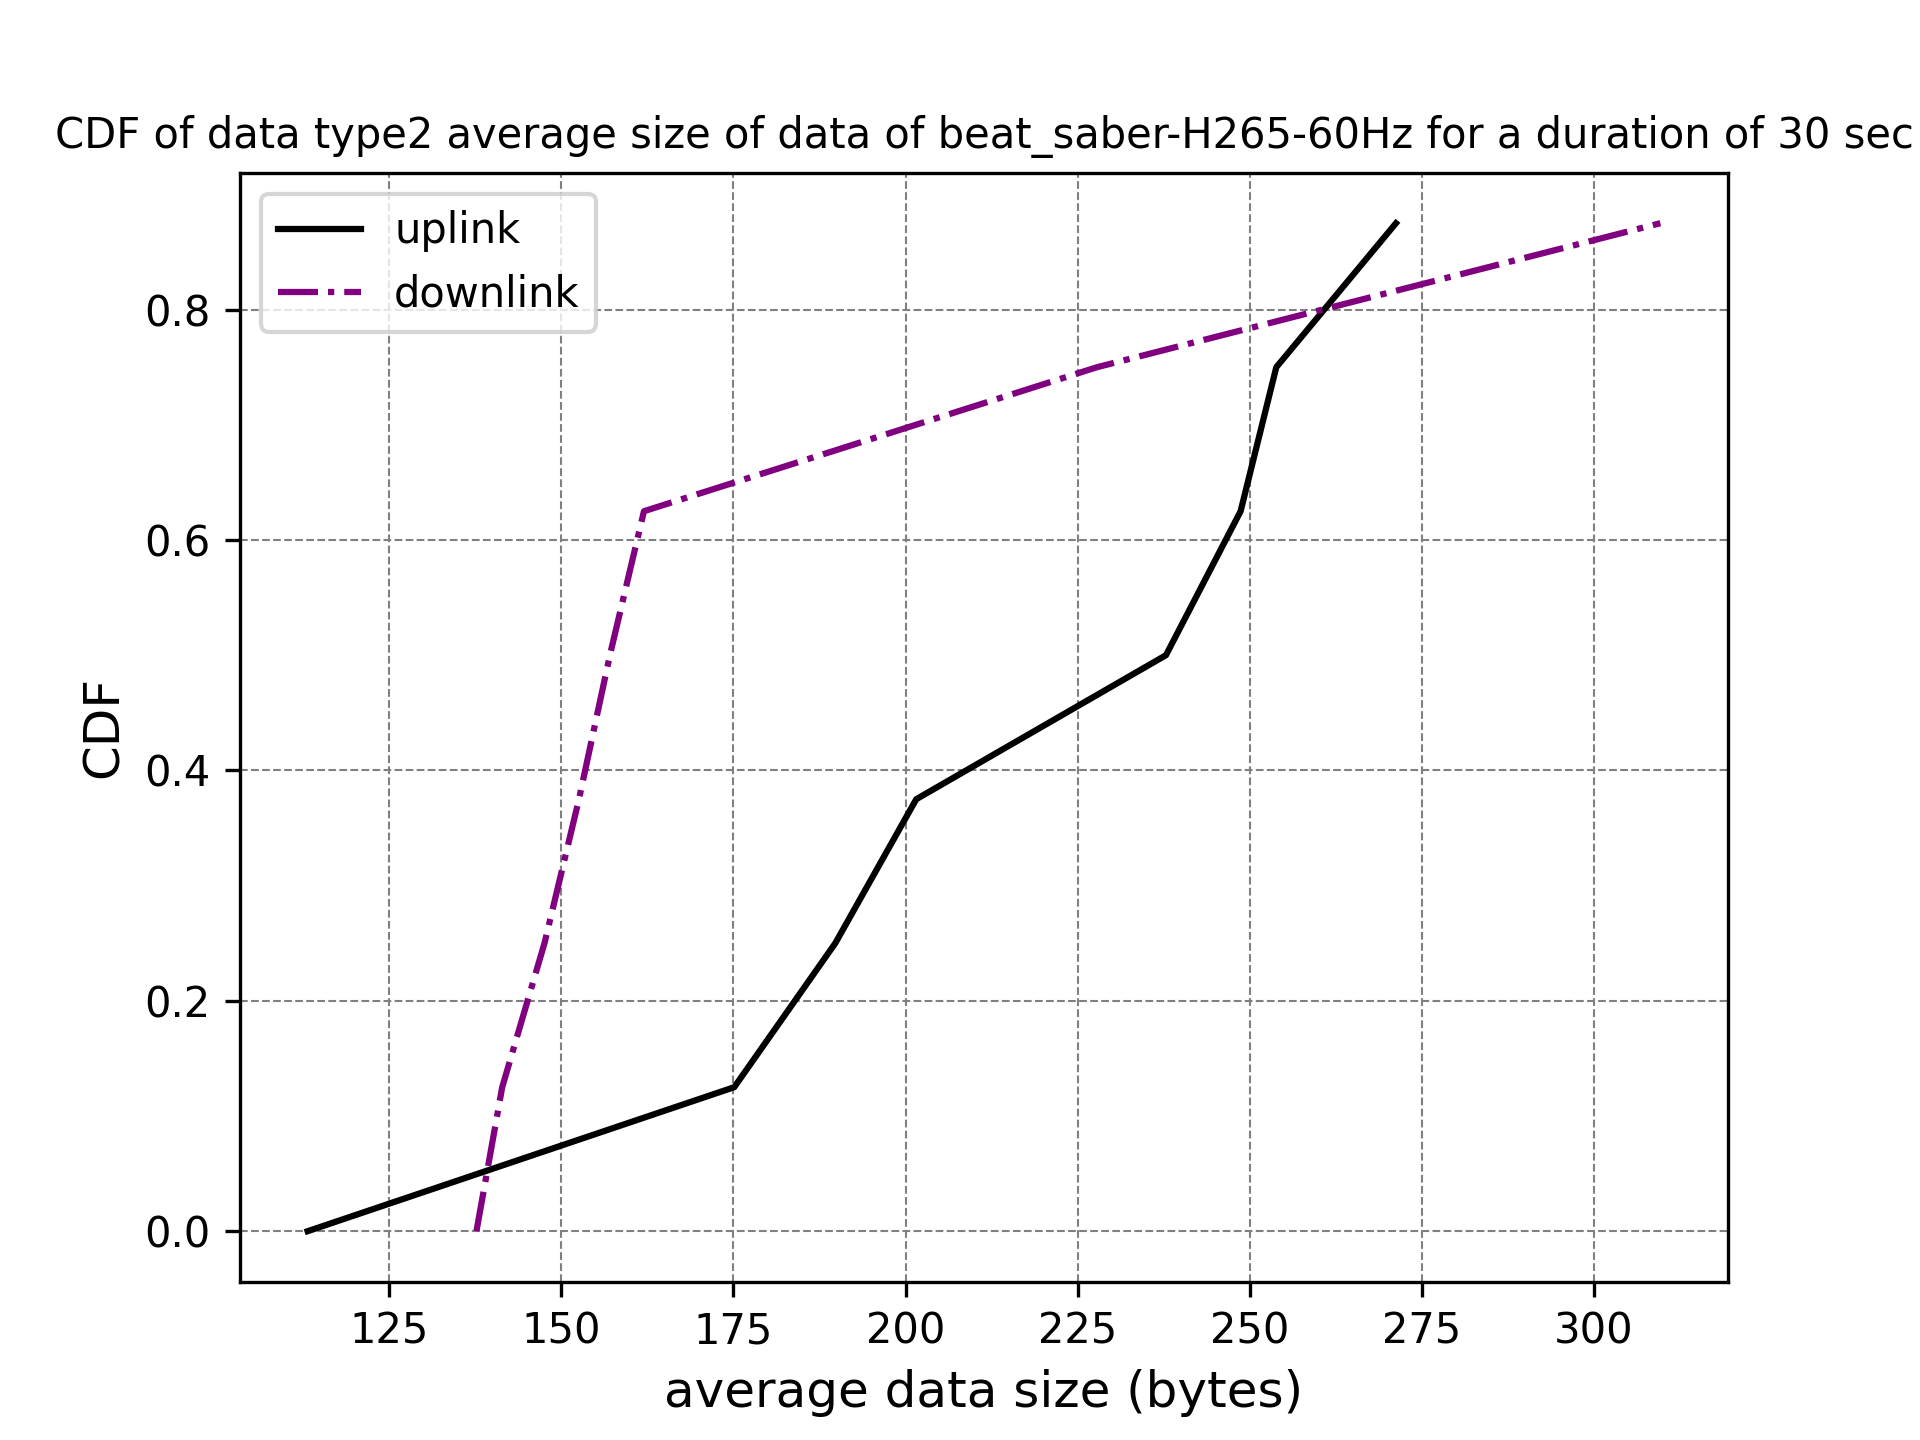 CDF of data type2 average size of data of beat_saber-H265-60Hz for a duration of 30 sec
uplink
downlink
0.8
0.6
0.4
0.2
0.0
CDF
125 150 175 200 225 250 275 300
average data size (bytes)